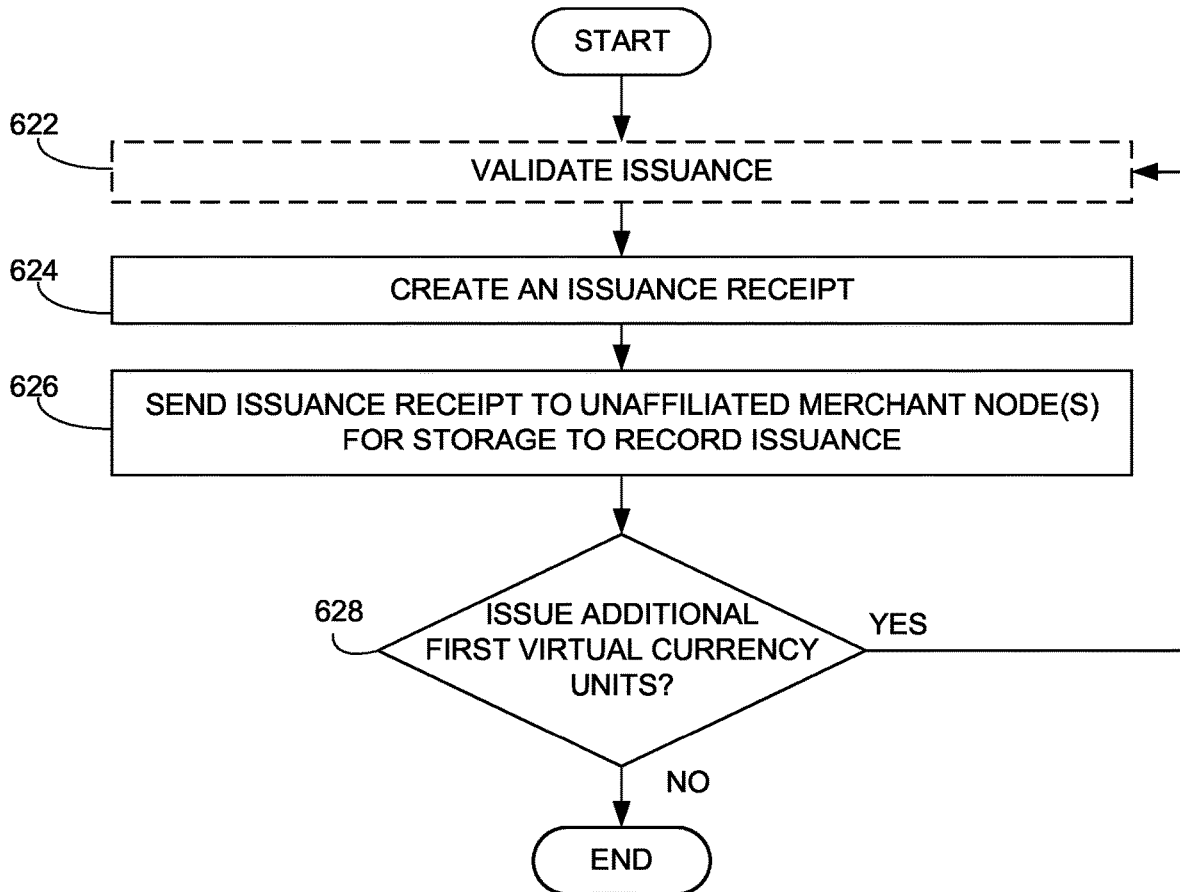 START
622
VALIDATE ISSUANCE
624
CREATE AN ISSUANCE RECEIPT
626
SEND ISSUANCE RECEIPT TO UNAFFILIATED MERCHANT NODE(S)
FOR STORAGE TO RECORD ISSUANCE
628
ISSUE ADDITIONAL
FIRST VIRTUAL CURRENCY
UNITS?
YES
NO
END